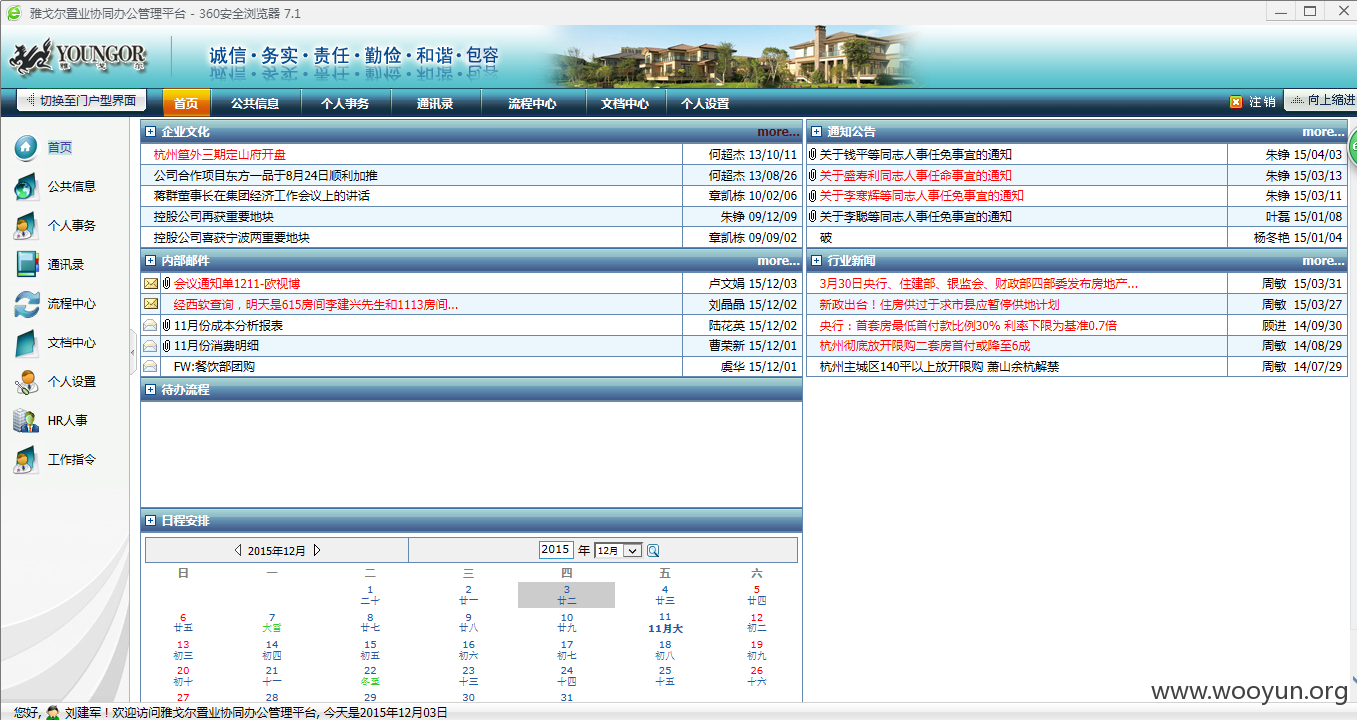 雅戈尔置业协同办公管理平台 - 360安全浏览器 7.1
YOUNGOR
雅戈尔
诚信·务实·责任·勤俭·和谐·包容
切换至门户型界面
首页 公共信息 个人事务 通讯录 流程中心 文档中心 个人设置
注销 向上缩进
首页
公共信息
个人事务
通讯录
流程中心
文档中心
个人设置
HR人事
工作指令
企业文化 more...
杭州篁外三期定山府开盘 何超杰 13/10/11
公司合作项目东方一品于8月24日顺利加推 何超杰 13/08/26
蒋群董事长在集团经济工作会议上的讲话 章凯栋 10/02/06
控股公司再获重要地块 朱铮 09/12/09
控股公司喜获宁波两重要地块 章凯栋 09/09/02
通知公告 more...
关于钱平等同志人事任免事宜的通知 朱铮 15/04/03
关于盛寿利同志人事任命事宜的通知 周敏 15/03/13
关于李寒辉等同志人事任免事宜的通知 朱铮 15/03/11
关于李聪等同志人事任免事宜的通知 叶磊 15/01/08
破 杨冬艳 15/01/04
内部邮件 more...
会议通知单1211-欧视博 卢文娟 15/12/03
经西软查询，明天是615房间李建兴先生和1113房间... 刘晶晶 15/12/02
11月份成本分析报表 陆花英 15/12/02
11月份消费明细 曹荣新 15/12/01
FW:餐饮部团购 虞华 15/12/01
行业新闻 more...
3月30日央行、住建部、银监会、财政部四部委发布房地产... 周敏 15/03/31
新政出台！住房供过于求市县应暂停供地计划 周敏 15/03/27
央行：首套房最低首付款比例30% 利率下限为基准0.7倍 顾进 14/09/30
杭州彻底放开限购二套房首付或降至6成 周敏 14/08/29
杭州主城区140平以上放开限购 萧山余杭解禁 周敏 14/07/29
待办流程
日程安排
2015年12月 2015 年 12月
日 一 二 三 四 五 六
1 2 3 4 5
二十 廿一 廿二 廿三 廿四
6 7 8 9 10 11 12
廿五 大雪 廿七 廿八 廿九 11月大 初二
13 14 15 16 17 18 19
初三 初四 初五 初六 初七 初八 初九
20 21 22 23 24 25 26
初十 十一 冬至 十三 十四 十五 十六
27 28 29 30 31
www.wooyun.org
您好, 刘建军！欢迎访问雅戈尔置业协同办公管理平台, 今天是2015年12月03日